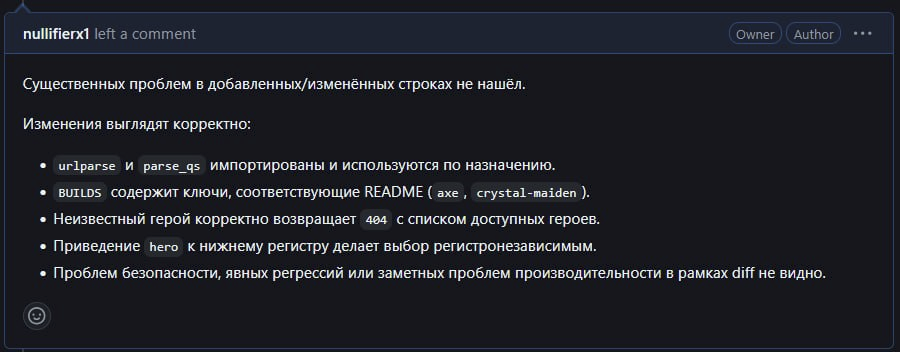 nullifierx1 left a comment
Owner
Author
Существенных проблем в добавленных/изменённых строках не нашёл.
Изменения выглядят корректно:
• urlparse и parse_qs импортированы и используются по назначению.
• BUILDS содержит ключи, соответствующие README ( axe , crystal-maiden ).
• Неизвестный герой корректно возвращает 404 с списком доступных героев.
• Приведение hero к нижнему регистру делает выбор регистронезависимым.
• Проблем безопасности, явных регрессий или заметных проблем производительности в рамках diff не видно.